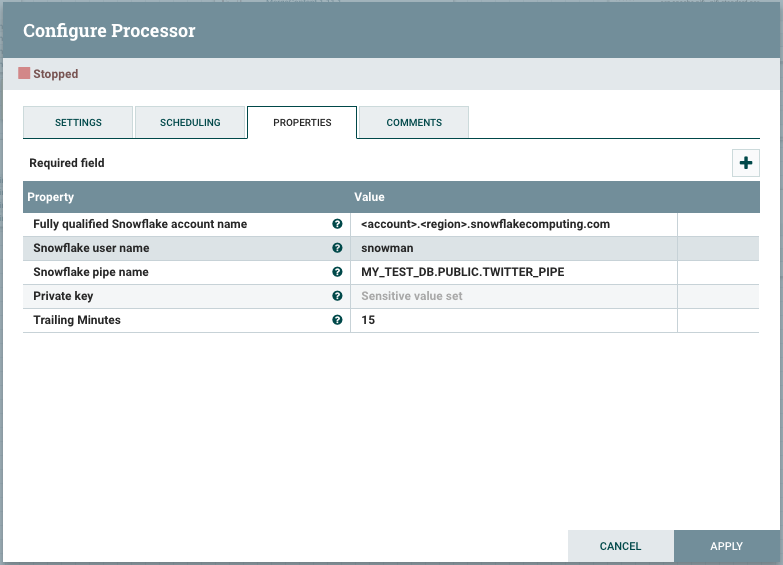 Configure Processor
Stopped
SETTINGS SCHEDULING PROPERTIES COMMENTS
Required field
Property Value
Fully qualified Snowflake account name <account>.<region>.snowflakecomputing.com
Snowflake user name snowman
Snowflake pipe name MY_TEST_DB.PUBLIC.TWITTER_PIPE
Private key Sensitive value set
Trailing Minutes 15
CANCEL APPLY